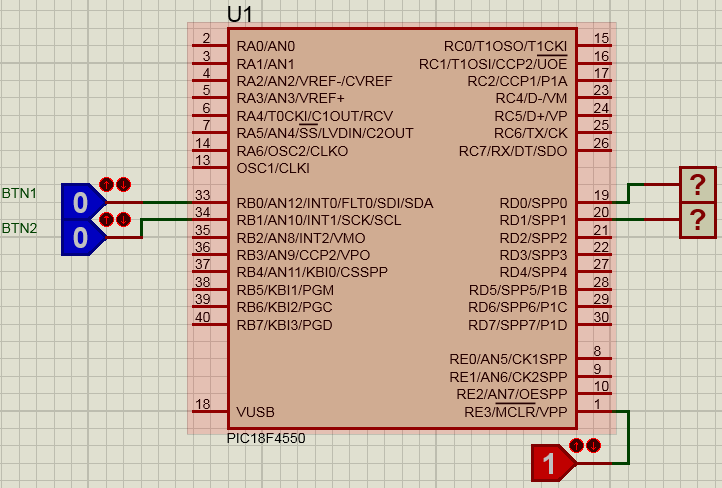 U1
2 RA0/AN0 RC0/T1OSO/T1CKI 15
3 RA1/AN1 RC1/T1OSI/CCP2/UOE 16
4 RA2/AN2/VREF-/CVREF RC2/CCP1/P1A 17
5 RA3/AN3/VREF+ RC4/D-/VM 23
6 RA4/T0CKI/C1OUT/RCV RC5/D+/VP 24
7 RA5/AN4/SS/LVDIN/C2OUT RC6/TX/CK 25
14 RA6/OSC2/CLKO RC7/RX/DT/SDO 26
13 OSC1/CLKI
BTN1 0 33 RB0/AN12/INT0/FLT0/SDI/SDA RD0/SPP0 19 ?
BTN2 0 34 RB1/AN10/INT1/SCK/SCL RD1/SPP1 20 ?
35 RB2/AN8/INT2/VMO RD2/SPP2 21
36 RB3/AN9/CCP2/VPO RD3/SPP3 22
37 RB4/AN11/KBI0/CSSPP RD4/SPP4 27
38 RB5/KBI1/PGM RD5/SPP5/P1B 28
39 RB6/KBI2/PGC RD6/SPP6/P1C 29
40 RB7/KBI3/PGD RD7/SPP7/P1D 30
RE0/AN5/CK1SPP 8
RE1/AN6/CK2SPP 9
RE2/AN7/OESPP 10
18 VUSB RE3/MCLR/VPP 1
PIC18F4550
1